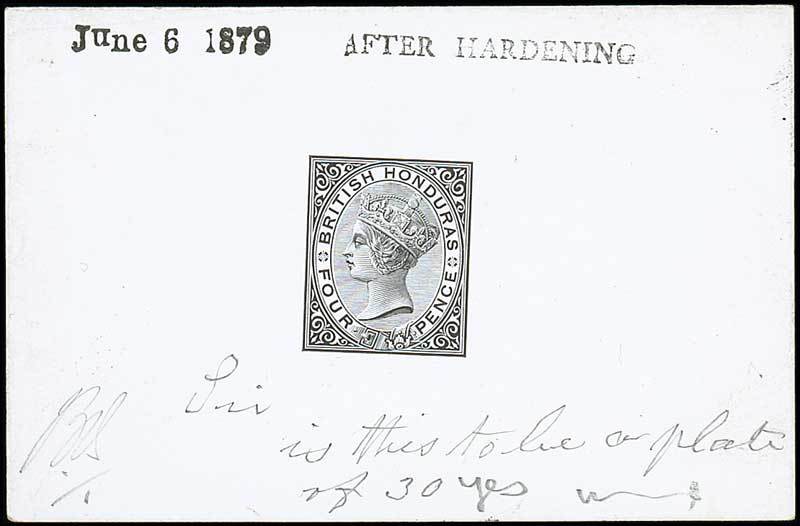 June 6 1879 AFTER HARDENING
BRITISH HONDURAS
FOUR PENCE
Sir
is this to be a plate
of 30 yes